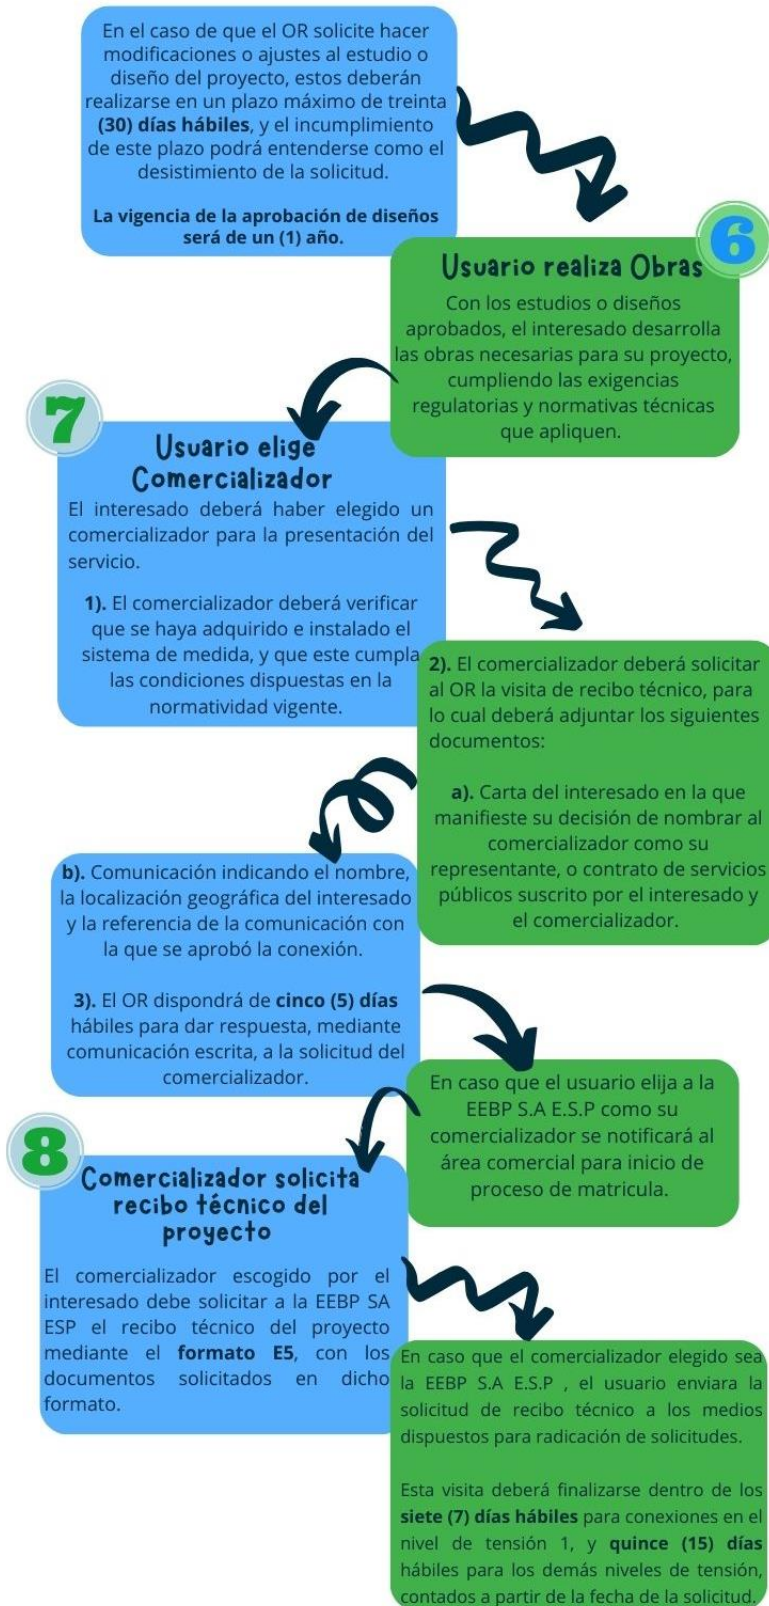 En el caso de que el OR solicite hacer
modificaciones o ajustes al estudio o
diseño del proyecto, estos deberán
realizarse en un plazo máximo de treinta
(30) días hábiles, y el incumplimiento
de este plazo podrá entenderse como el
desistimiento de la solicitud.
La vigencia de la aprobación de diseños
será de un (1) año.
6
Usuario realiza Obras
Con los estudios o diseños
aprobados, el interesado desarrolla
las obras necesarias para su proyecto,
cumpliendo las exigencias
regulatorias y normativas técnicas
que apliquen.
7
Usuario elige
Comercializador
El interesado deberá haber elegido un
comercializador para la presentación del
servicio.
1). El comercializador deberá verificar
que se haya adquirido e instalado el
sistema de medida, y que este cumpla
las condiciones dispuestas en la
normatividad vigente.
2). El comercializador deberá solicitar
al OR la visita de recibo técnico, para
lo cual deberá adjuntar los siguientes
documentos:
a). Carta del interesado en la que
manifieste su decisión de nombrar al
comercializador como su
representante, o contrato de servicios
públicos suscrito por el interesado y
el comercializador.
b). Comunicación indicando el nombre,
la localización geográfica del interesado
y la referencia de la comunicación con
la que se aprobó la conexión.
3). El OR dispondrá de cinco (5) días
hábiles para dar respuesta, mediante
comunicación escrita, a la solicitud del
comercializador.
En caso que el usuario elija a la
EEBP S.A E.S.P como su
comercializador se notificará al
área comercial para inicio de
proceso de matricula.
8
Comercializador solicita
recibo técnico del
proyecto
El comercializador escogido por el
interesado debe solicitar a la EEBP SA
ESP el recibo técnico del proyecto
mediante el formato E5, con los
documentos solicitados en dicho
formato.
En caso que el comercializador elegido sea
la EEBP S.A E.S.P , el usuario enviara la
solicitud de recibo técnico a los medios
dispuestos para radicación de solicitudes.
Esta visita deberá finalizarse dentro de los
siete (7) días hábiles para conexiones en el
nivel de tensión 1, y quince (15) días
hábiles para los demás niveles de tensión,
contados a partir de la fecha de la solicitud.